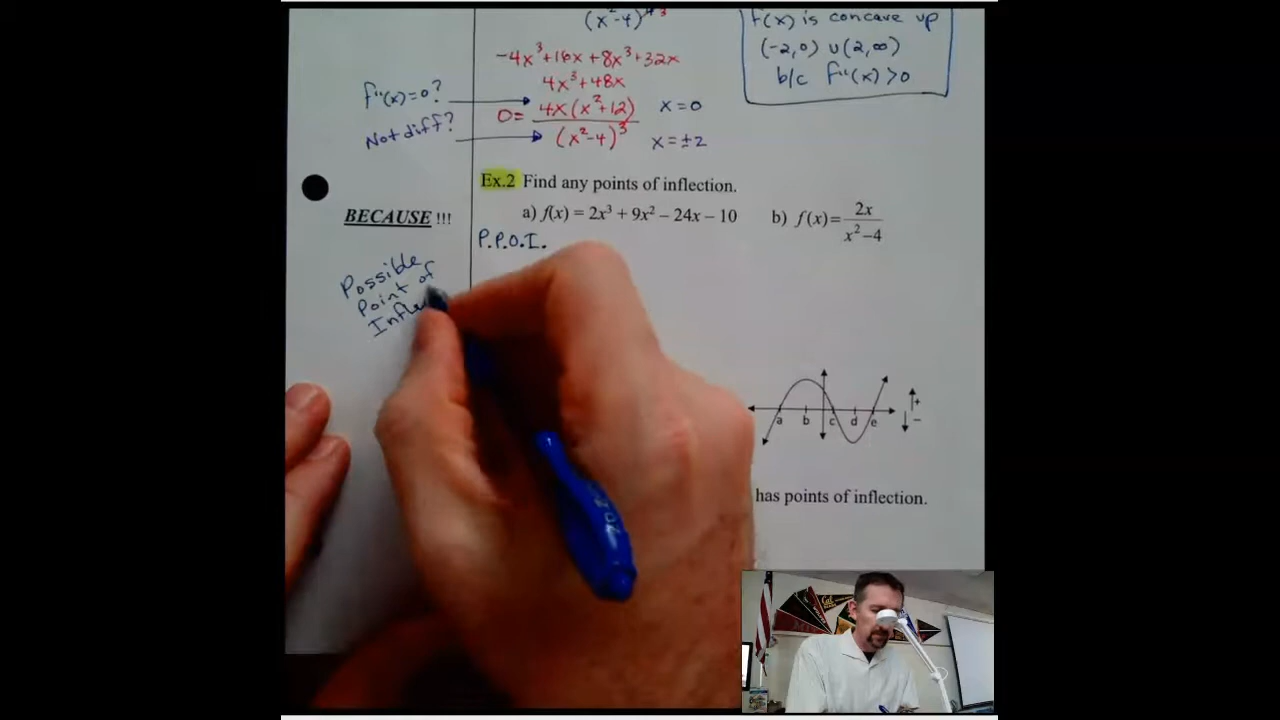 (x²-4)⁴ ³
f(x) is concave up
-4x³+16x+8x³+32x
(-2,0) ∪ (2,∞)
4x³+48x
b/c f''(x) >0
f''(x)=0?
0= 4x(x²+12) x=0
Not diff?
(x²-4)³ x=±2
Ex.2 Find any points of inflection.
BECAUSE !!!
a) f(x) = 2x³ + 9x² – 24x – 10
b) f(x)= 2x
x²–4
P.P.O.I.
Possible
Point of
a b c d e
+
–
has points of inflection.
Cal